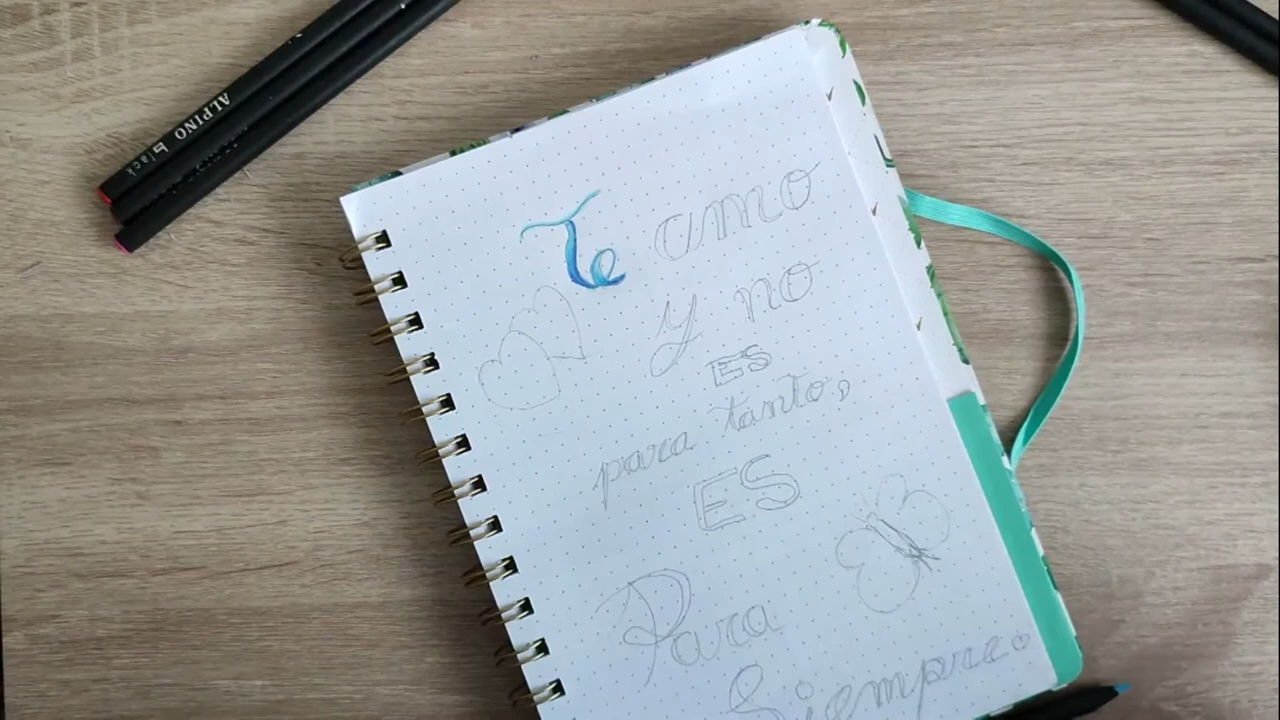 ALPINO black
Te amo
y no
ES
para tanto,
ES
Para
Siempre.